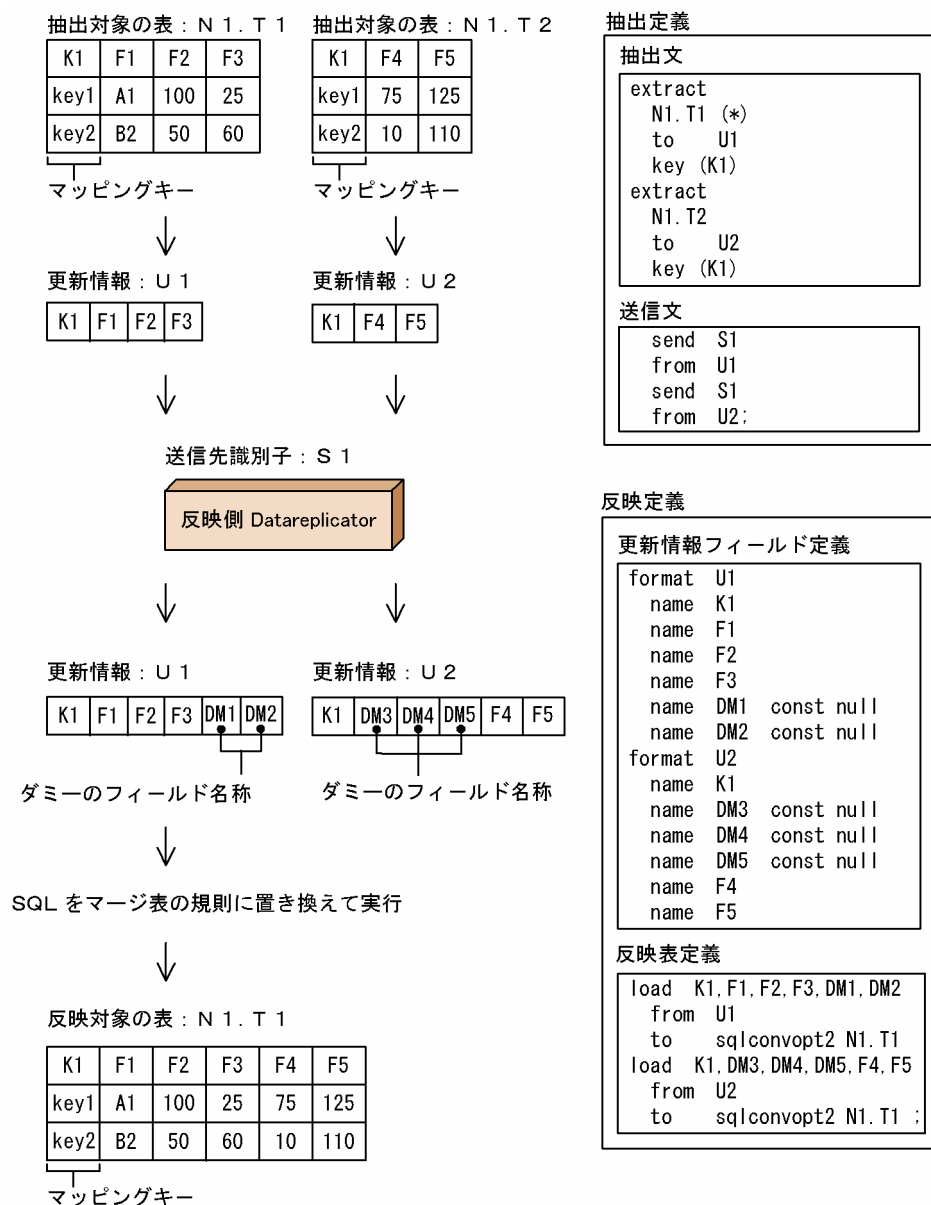 抽出対象の表：Ｎ１．Ｔ１
K1 F1 F2 F3
key1 A1 100 25
key2 B2 50 60
マッピングキー
更新情報：Ｕ１
K1 F1 F2 F3
抽出対象の表：Ｎ１．Ｔ２
K1 F4 F5
key1 75 125
key2 10 110
マッピングキー
更新情報：Ｕ２
K1 F4 F5
送信先識別子：Ｓ１
反映側 Datareplicator
更新情報：Ｕ１
K1 F1 F2 F3 DM1 DM2
ダミーのフィールド名称
更新情報：Ｕ２
K1 DM3 DM4 DM5 F4 F5
ダミーのフィールド名称
SQL をマージ表の規則に置き換えて実行
反映対象の表：Ｎ１．Ｔ１
K1 F1 F2 F3 F4 F5
key1 A1 100 25 75 125
key2 B2 50 60 10 110
マッピングキー
抽出定義
抽出文
extract
N1.T1 (*)
to U1
key (K1)
extract
N1.T2
to U2
key (K1)
送信文
send S1
from U1
send S1
from U2;
反映定義
更新情報フィールド定義
format U1
name K1
name F1
name F2
name F3
name DM1 const null
name DM2 const null
format U2
name K1
name DM3 const null
name DM4 const null
name DM5 const null
name F4
name F5
反映表定義
load K1,F1,F2,F3,DM1,DM2
from U1
to sqlconvopt2 N1.T1
load K1,DM3,DM4,DM5,F4,F5
from U2
to sqlconvopt2 N1.T1 ;